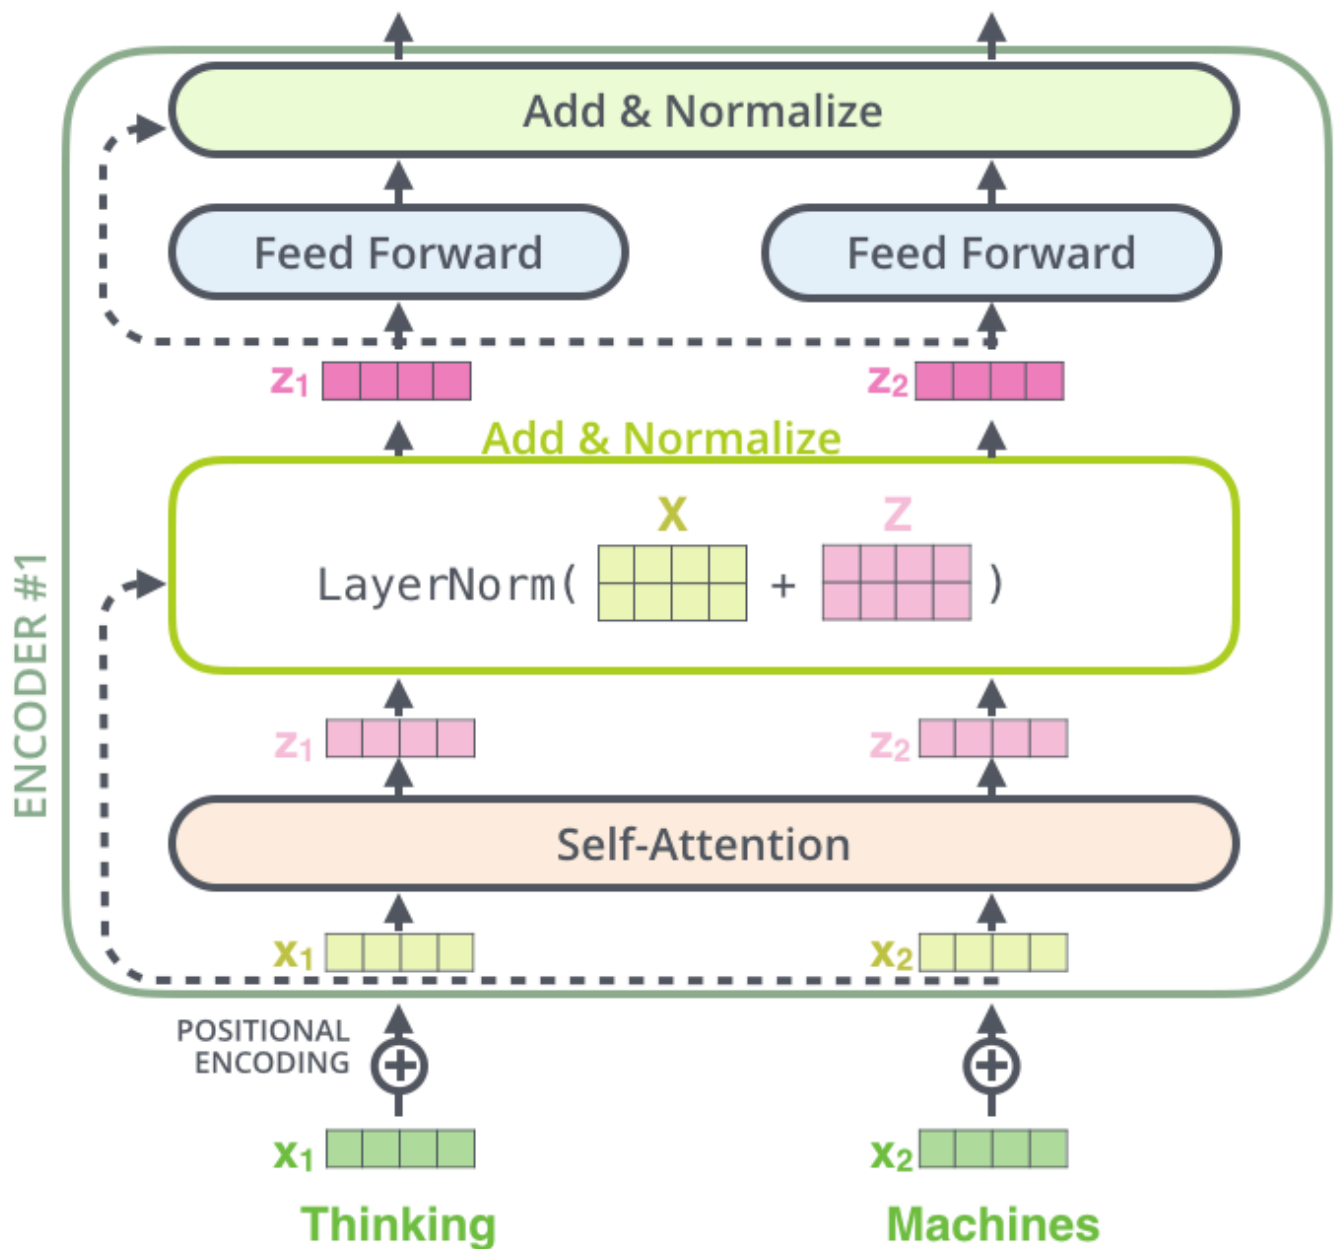 Add & Normalize
Feed Forward Feed Forward
z1 z2
Add & Normalize
X Z
LayerNorm( + )
ENCODER #1
z1 z2
Self-Attention
x1 x2
POSITIONAL
ENCODING
x1 x2
Thinking Machines